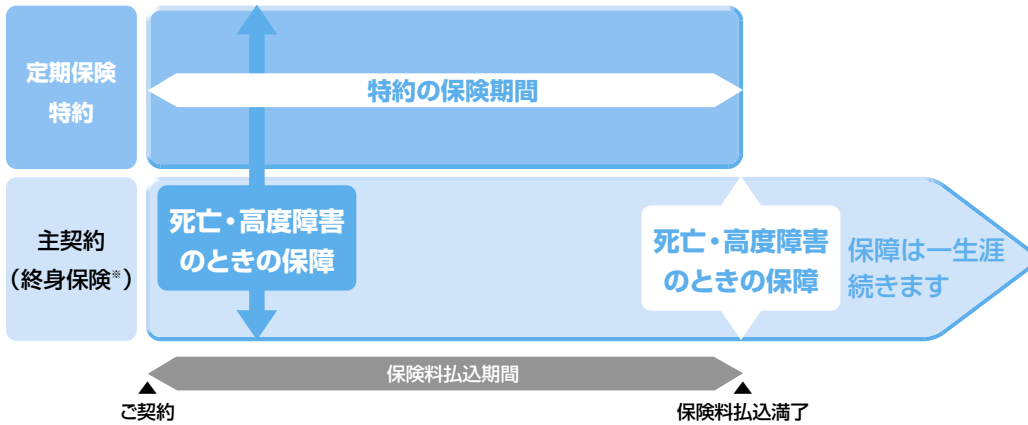 定期保険
特約
特約の保険期間
主契約
（終身保険※）
死亡・高度障害
のときの保障
死亡・高度障害
のときの保障
保障は一生涯
続きます
保険料払込期間
ご契約
保険料払込満了